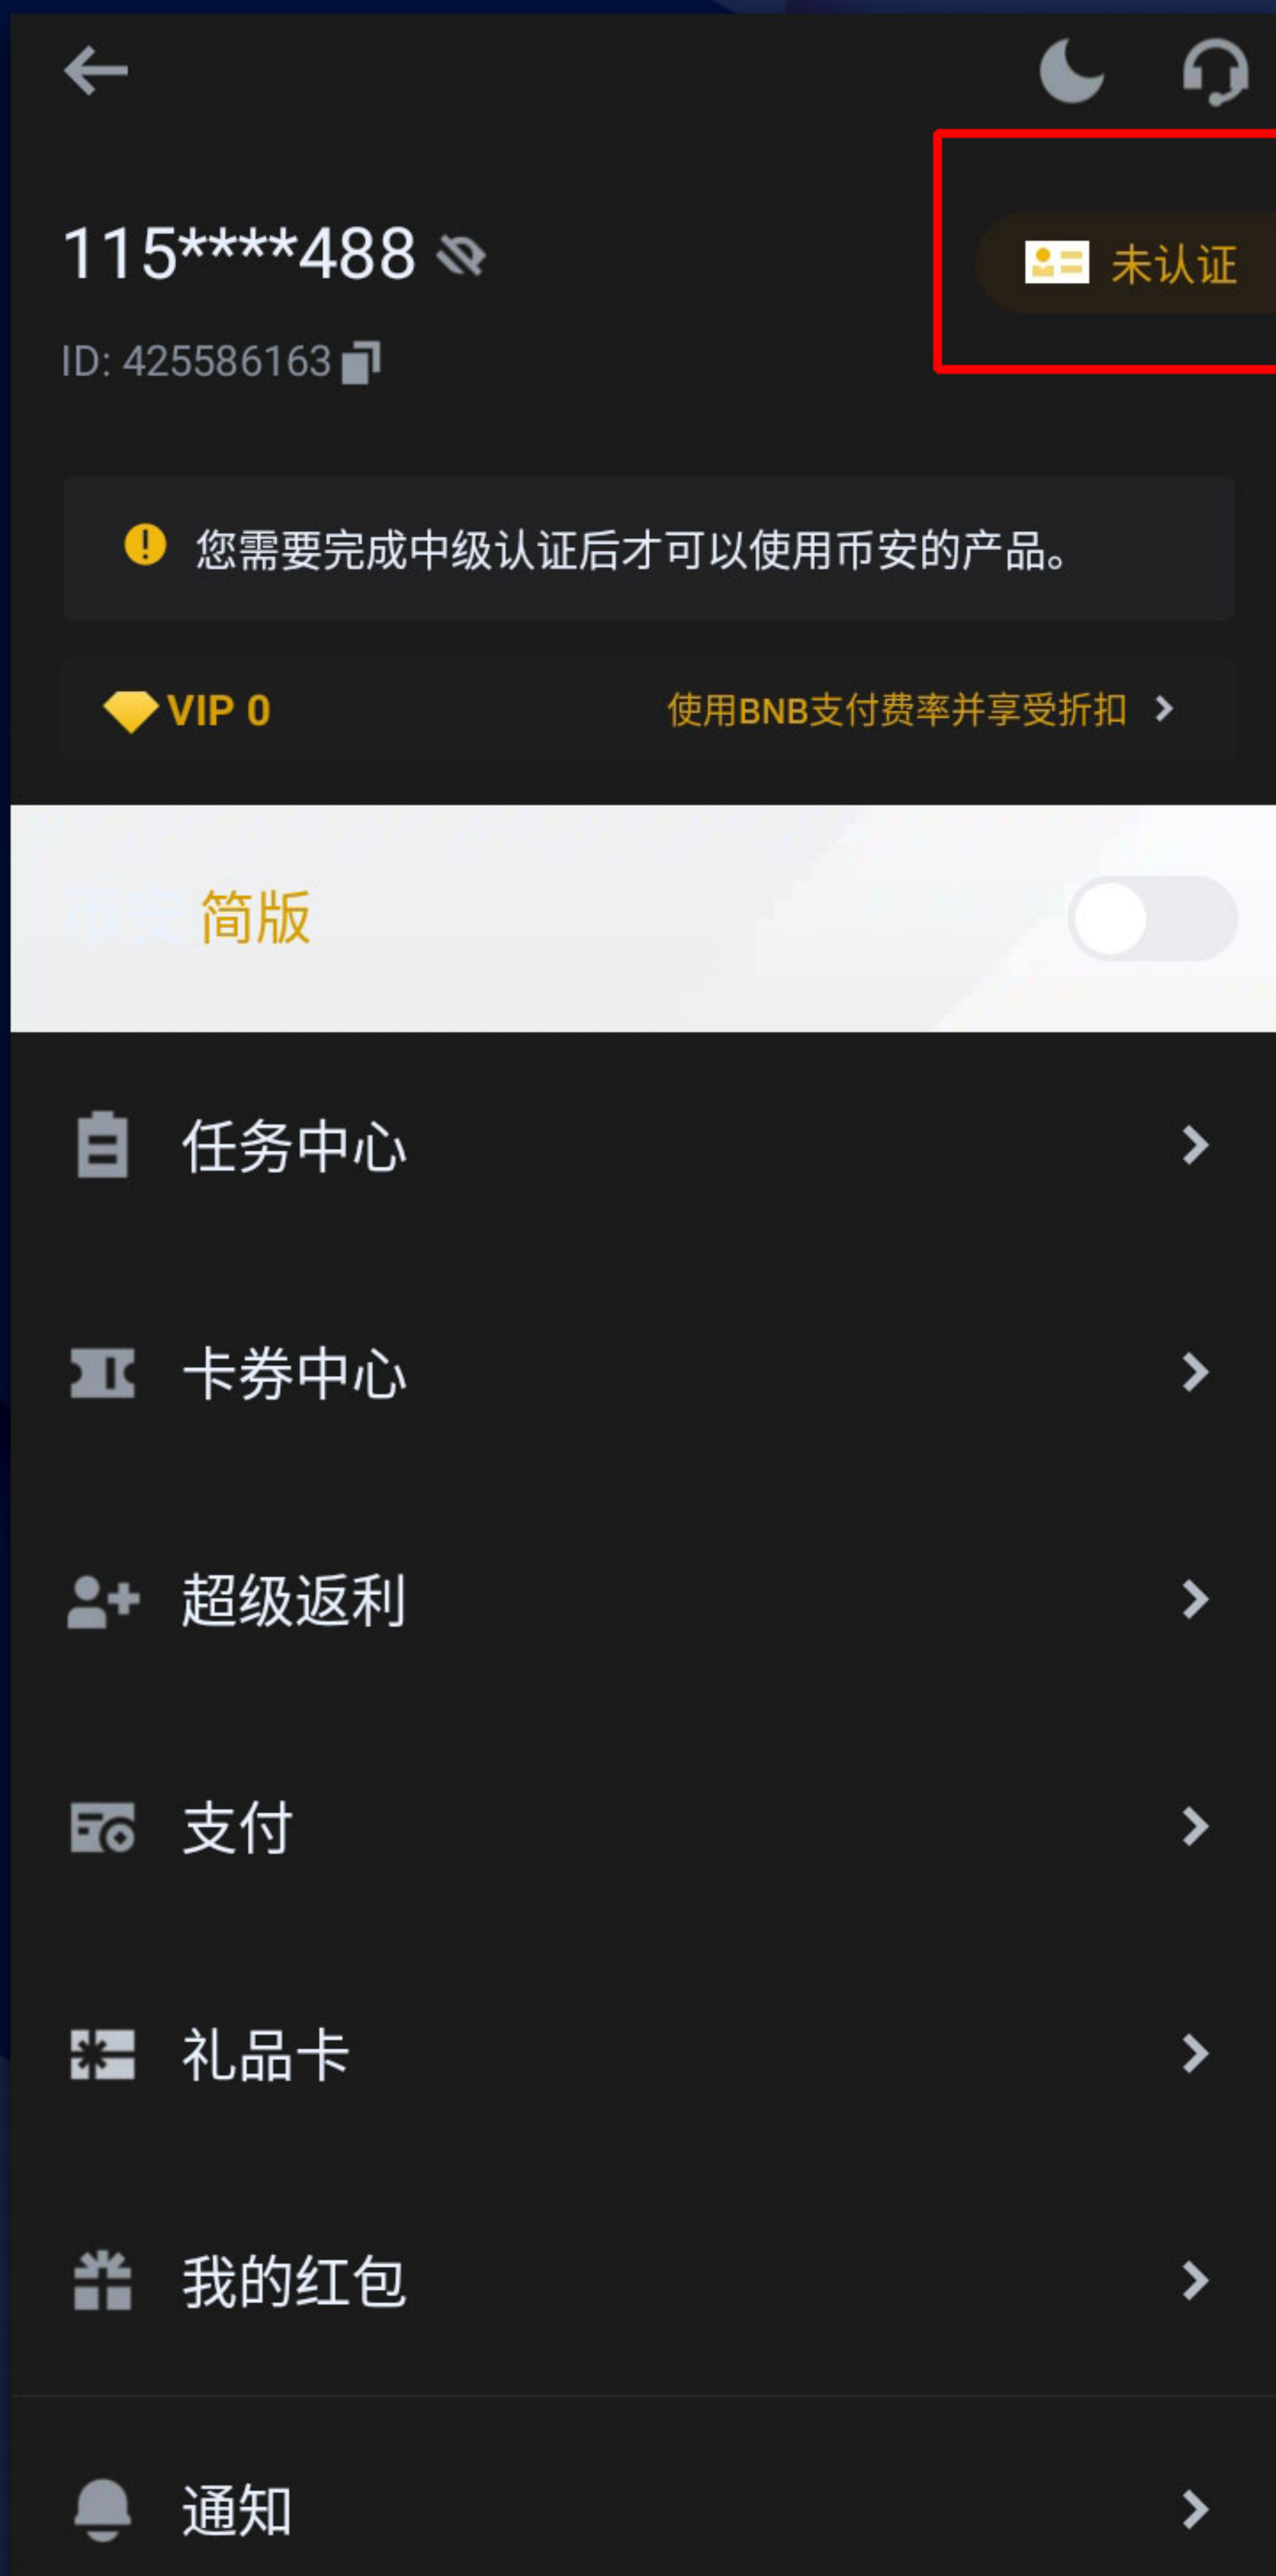 115****488
未认证
ID: 425586163
您需要完成中级认证后才可以使用币安的产品。
VIP 0
使用BNB支付费率并享受折扣
币安 简版
任务中心
卡券中心
超级返利
支付
礼品卡
我的红包
通知